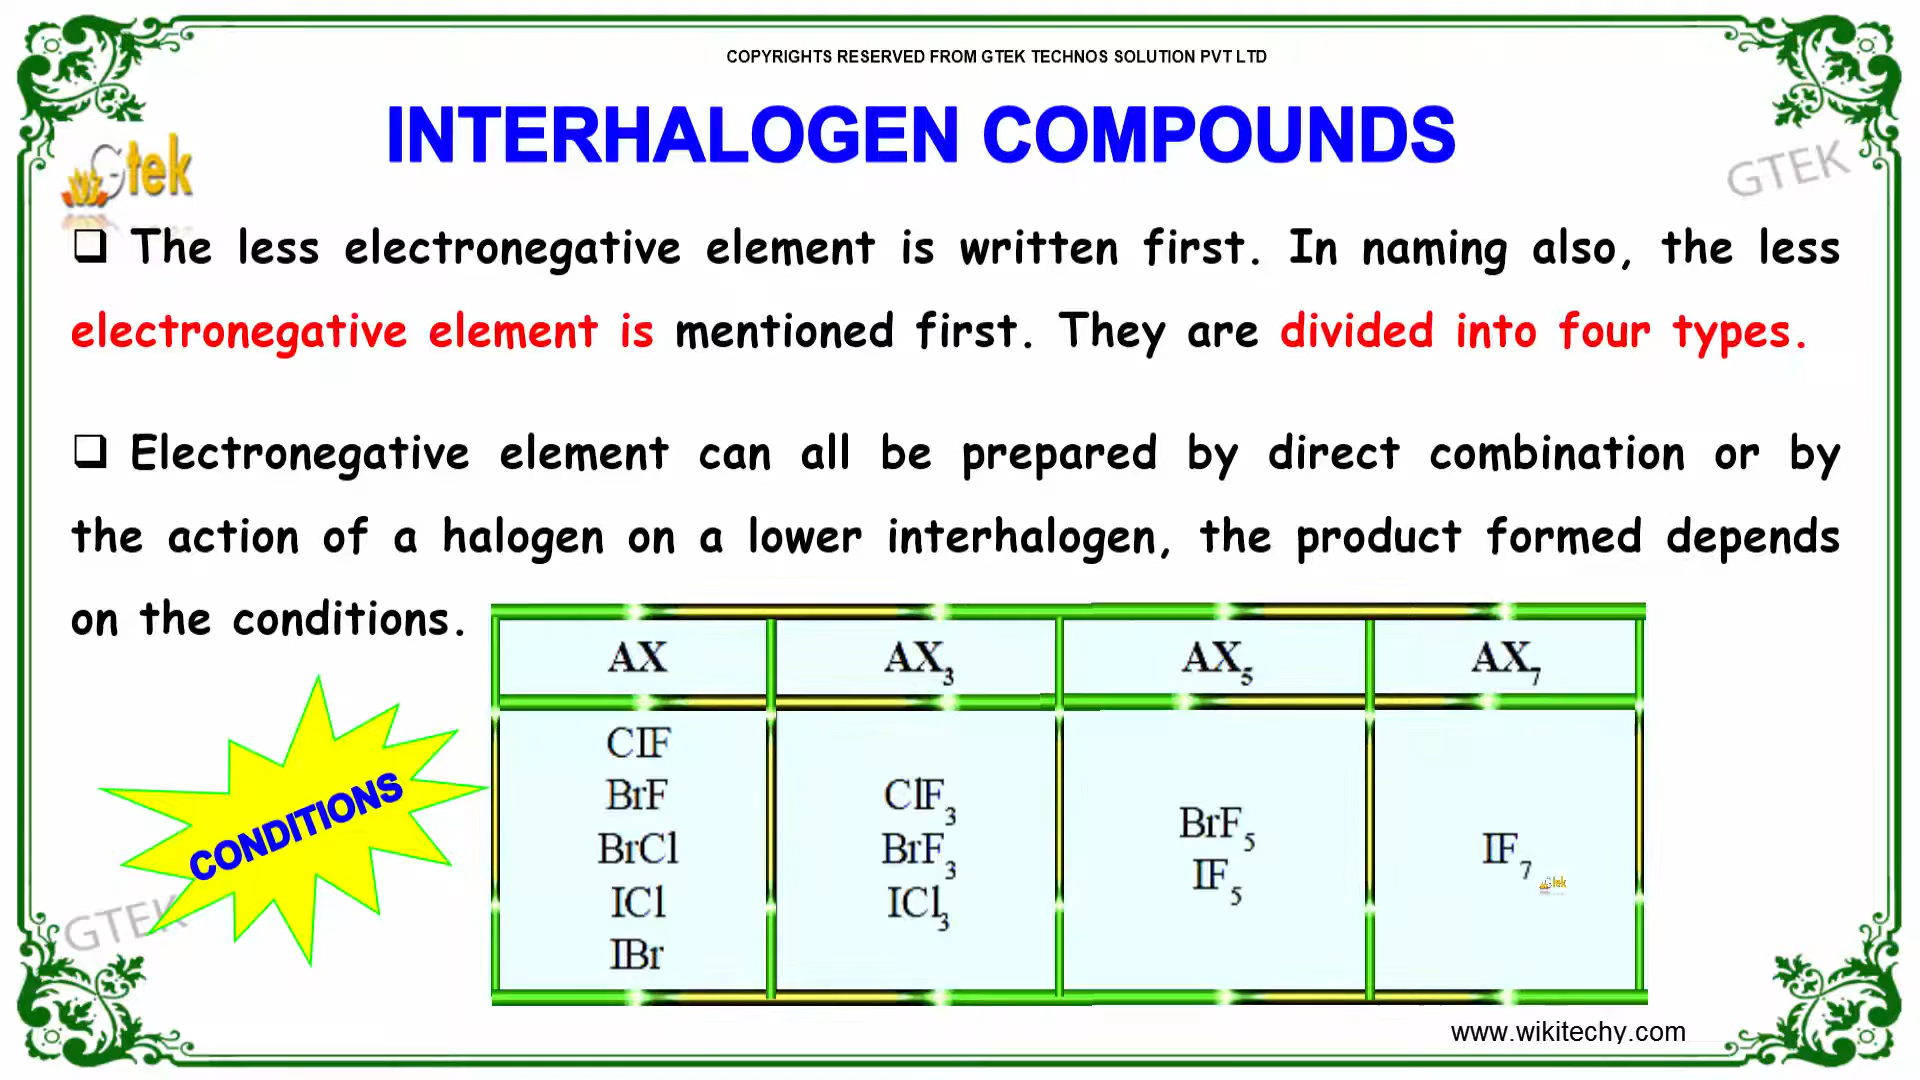 COPYRIGHTS RESERVED FROM GTEK TECHNOS SOLUTION PVT LTD
INTERHALOGEN COMPOUNDS
Gtek
GTEK
❑ The less electronegative element is written first. In naming also, the less
electronegative element is mentioned first. They are divided into four types.
❑ Electronegative element can all be prepared by direct combination or by
the action of a halogen on a lower interhalogen, the product formed depends
on the conditions.
AX AX₃ AX₅ AX₇
ClF
BrF
BrCl
ICl
IBr
ClF₃
BrF₃
ICl₃
BrF₅
IF₅
IF₇
Gtek
CONDITIONS
GTEK
www.wikitechy.com